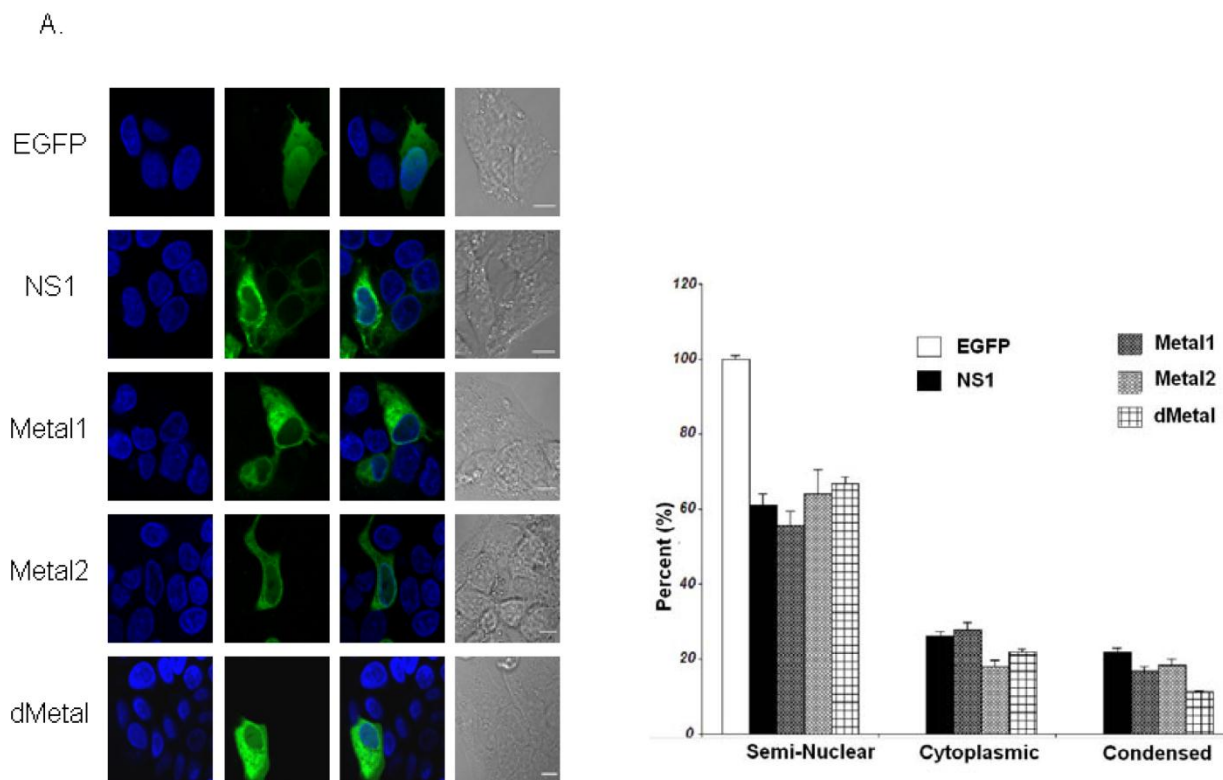 A.
EGFP
NS1
Metal1
Metal2
dMetal
120
100
80
60
40
20
0
Percent (%)
EGFP
NS1
Metal1
Metal2
dMetal
Semi-Nuclear Cytoplasmic Condensed